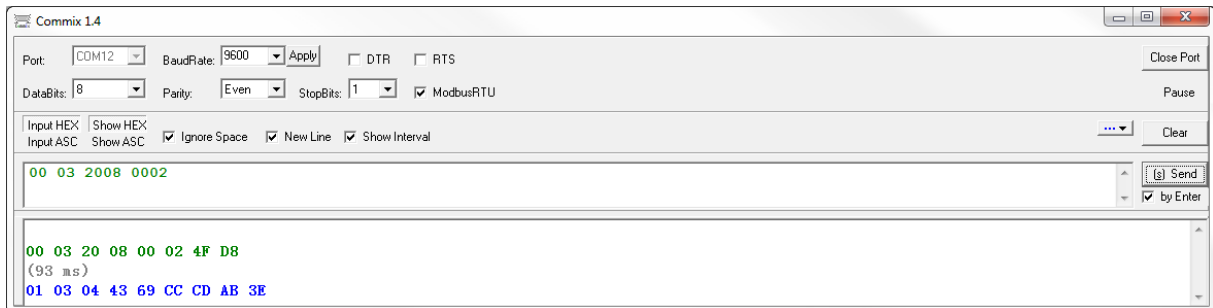 Commix 1.4
Port: COM12 BaudRate: 9600 Apply DTR RTS Close Port
DataBits: 8 Parity: Even StopBits: 1 ModbusRTU Pause
Input HEX Show HEX
Input ASC Show ASC Ignore Space New Line Show Interval ... Clear
00 03 2008 0002
(s) Send
by Enter
00 03 20 08 00 02 4F D8
(93 ms)
01 03 04 43 69 CC CD AB 3E